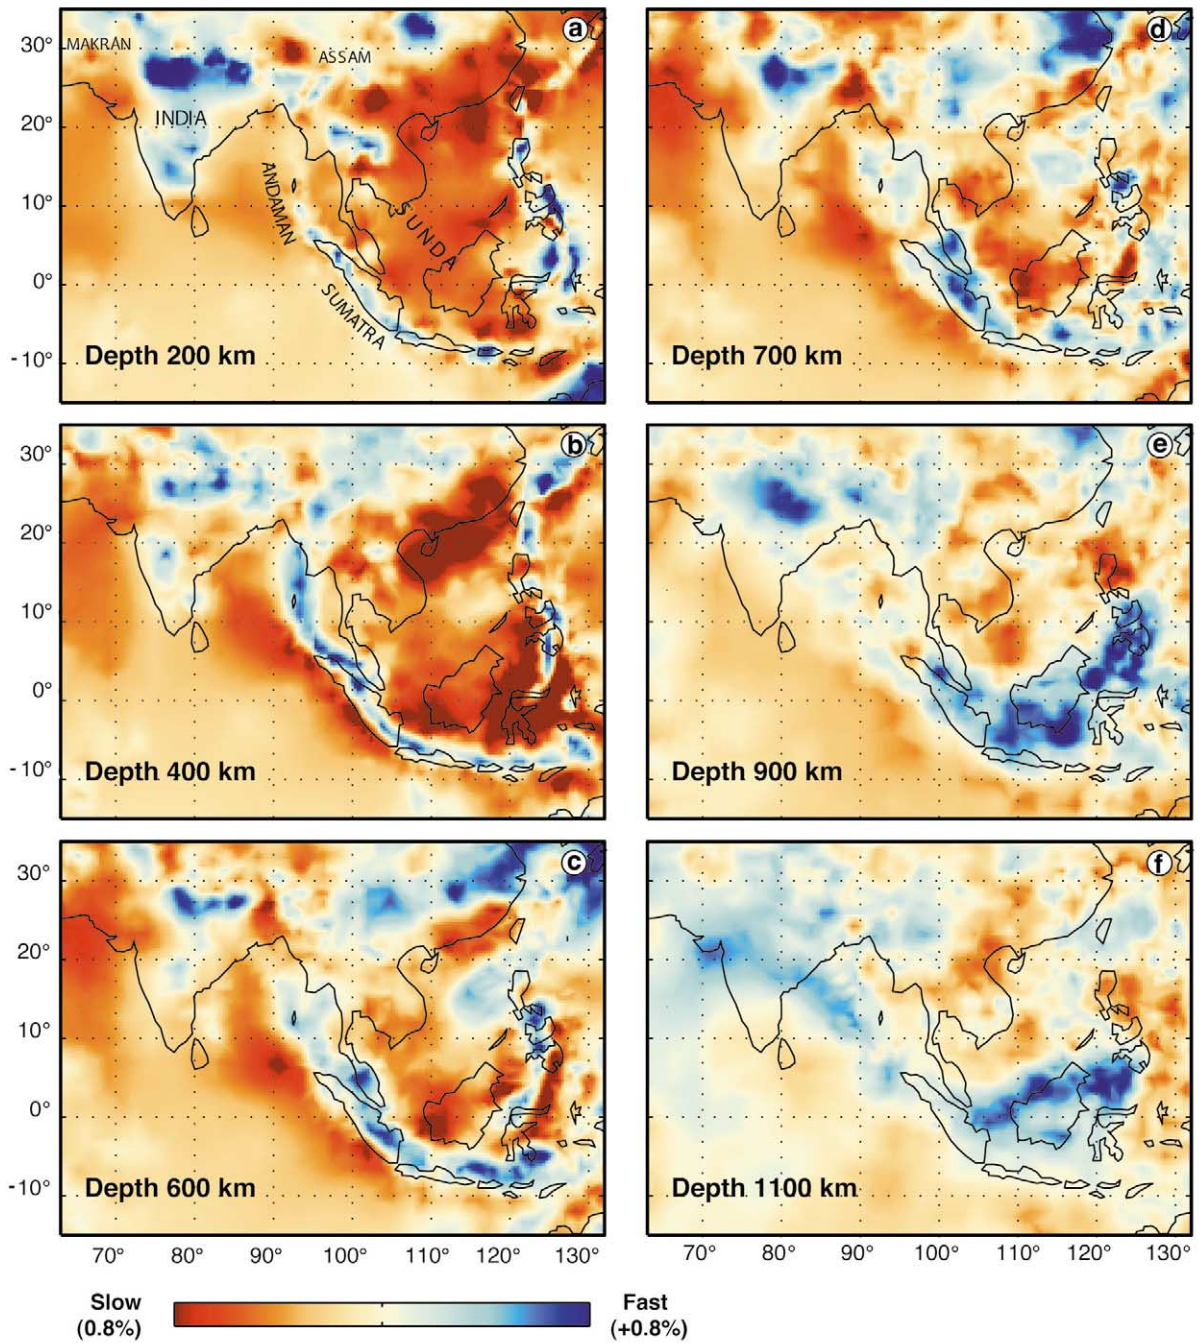 a
30°
MAKRAN
ASSAM
20°
INDIA
10°
ANDAMAN
SUNDA
0°
SUMATRA
-10°
Depth 200 km
d
Depth 700 km
b
30°
20°
10°
0°
-10°
Depth 400 km
e
Depth 900 km
c
30°
20°
10°
0°
-10°
Depth 600 km
f
Depth 1100 km
70° 80° 90° 100° 110° 120° 130°
70° 80° 90° 100° 110° 120° 130°
Slow
(0.8%)
Fast
(+0.8%)